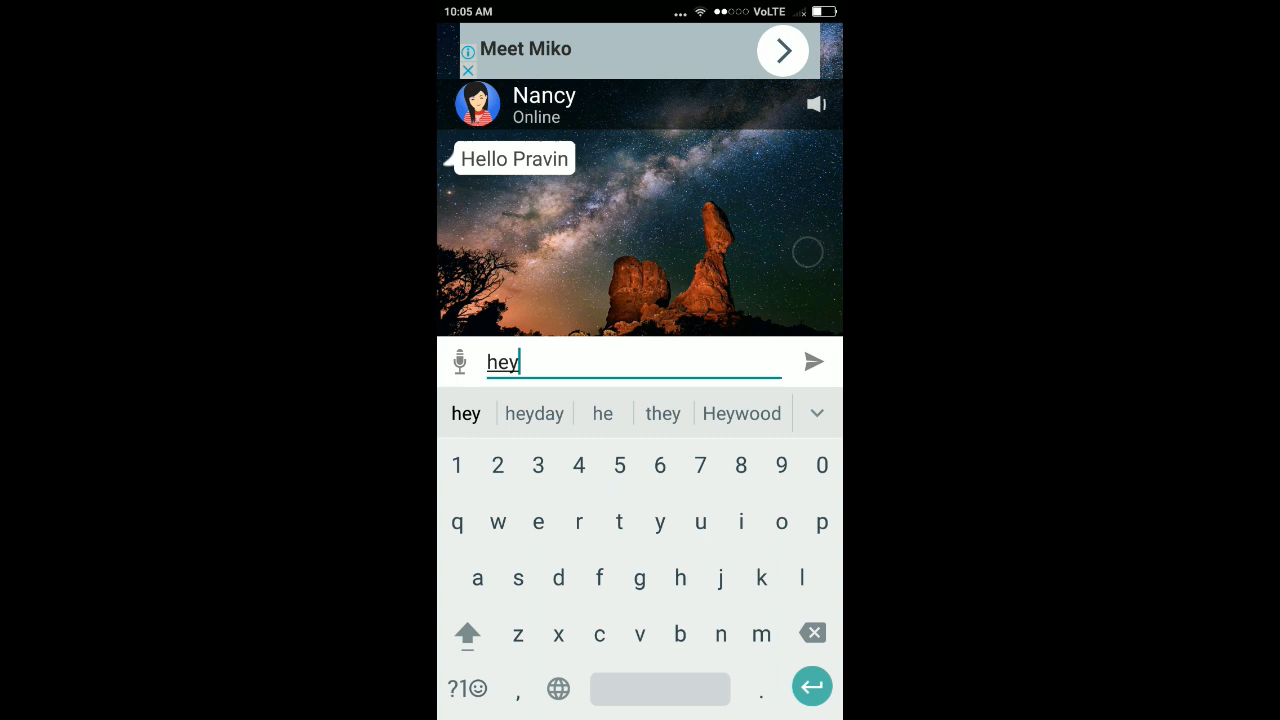 10:05 AM ... VoLTE
Meet Miko
Nancy
Online
Hello Pravin
hey
hey heyday he they Heywood
1 2 3 4 5 6 7 8 9 0
q w e r t y u i o p
a s d f g h j k l
z x c v b n m
?1☺ , .